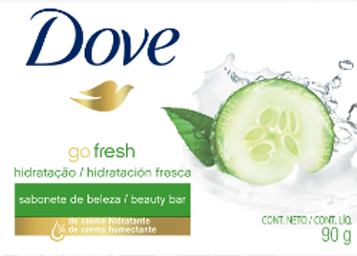 Dove
go fresh
hidratação / hidratación fresca
sabonete de beleza / beauty bar
1/4 de creme hidratante
de crema humectante
CONT. NETO / CONT. LÍQ.
90 g